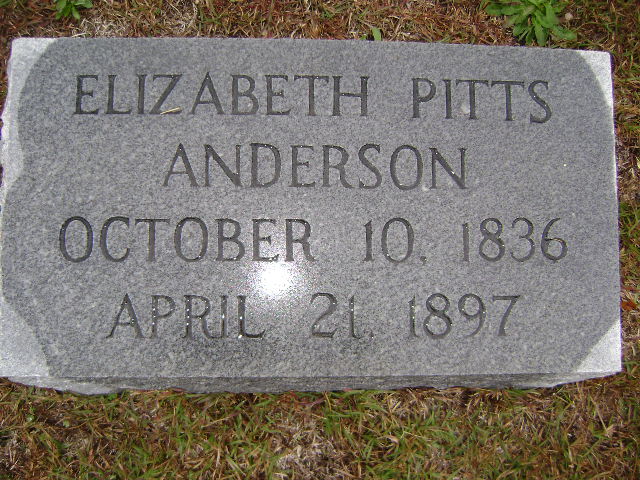 ELIZABETH PITTS
ANDERSON
OCTOBER 10, 1836
APRIL 21, 1897